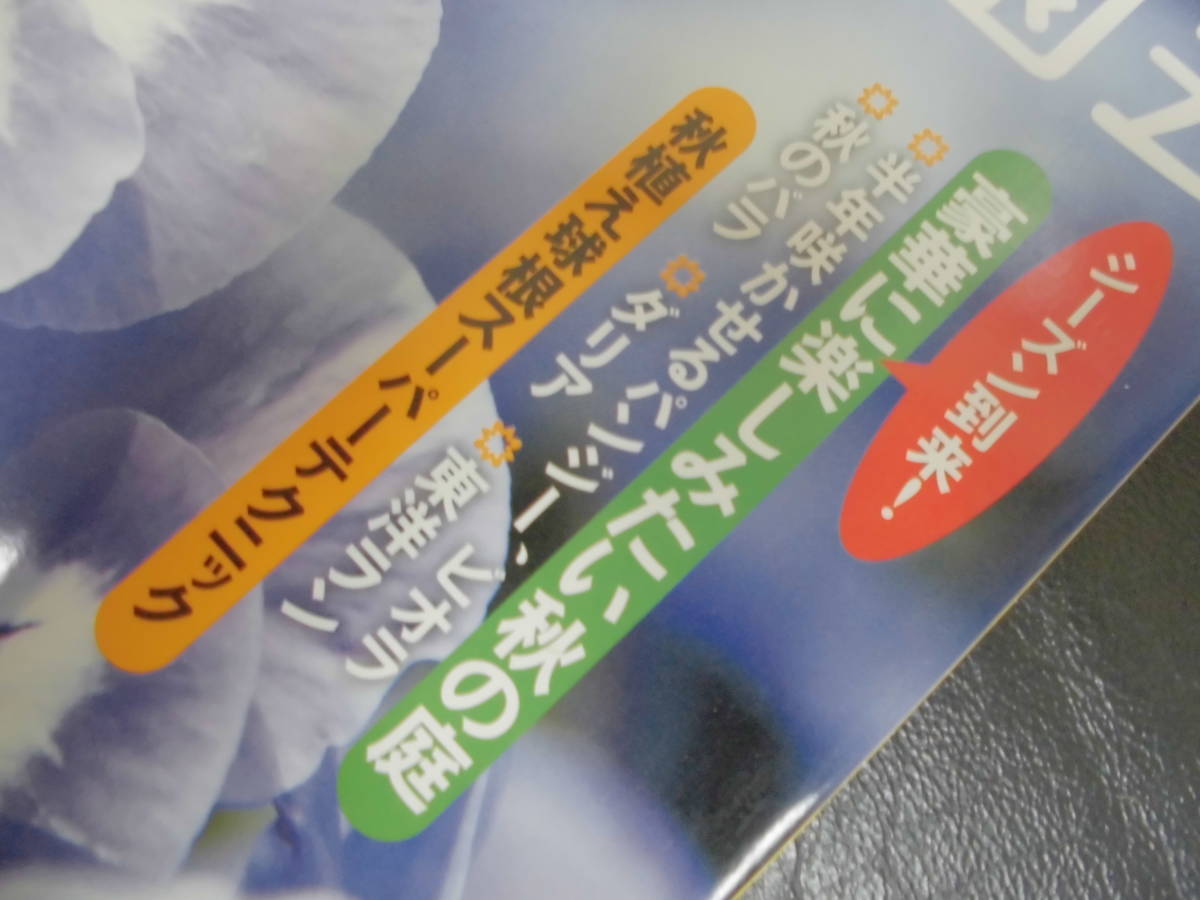 シーズン到来!
豪華に楽しみたい秋の庭
半年咲かせるパンジー、ビオラ
秋のバラ
ダリア
東洋ラン
秋植え球根スーパーテクニック